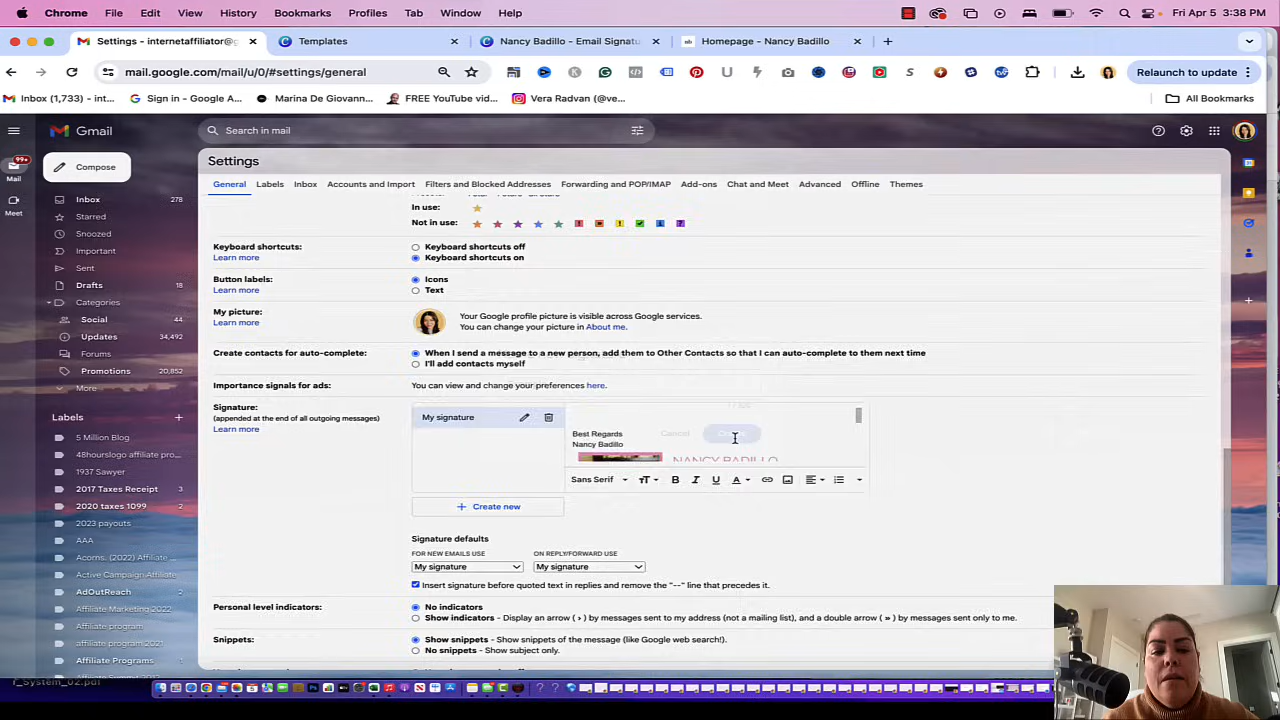 Chrome File Edit View History Bookmarks Profiles Tab Window Help Fri Apr 5 3:38 PM
Settings - internetaffiliator@g Templates Nancy Badillo - Email Signatu Homepage - Nancy Badillo
mail.google.com/mail/u/0/#settings/general Relaunch to update
Inbox (1,733) - int... Sign in - Google A... Marina De Giovann... FREE YouTube vid... Vera Radvan (@ve... All Bookmarks
Gmail Search in mail
99+
Mail
Meet
Compose
Inbox 278
Starred
Snoozed
Important
Sent
Drafts 18
Categories
Social 44
Updates 34,492
Forums
Promotions 20,852
More
Labels
5 Million Blog
48hourslogo affiliate pro...
1937 Sawyer
2017 Taxes Receipt 3
2020 taxes 1099 2
2023 payouts
AAA
Acorns. (2022) Affiliate ...
Active Campaign Affiliate
AdOutReach
Affiliate Marketing 2022
Affiliate program
affiliate program 2021
Affiliate Programs 1
Settings
General Labels Inbox Accounts and Import Filters and Blocked Addresses Forwarding and POP/IMAP Add-ons Chat and Meet Advanced Offline Themes
In use:
Not in use:
Keyboard shortcuts: Keyboard shortcuts off
Learn more Keyboard shortcuts on
Button labels: Icons
Learn more Text
My picture: Your Google profile picture is visible across Google services.
Learn more You can change your picture in About me.
Create contacts for auto-complete: When I send a message to a new person, add them to Other Contacts so that I can auto-complete to them next time
I'll add contacts myself
Importance signals for ads: You can view and change your preferences here.
Signature:
(appended at the end of all outgoing messages)
Learn more
My signature
Best Regards Cancel
Nancy Badillo
NANCY BADILLO
Sans Serif
Create new
Signature defaults
FOR NEW EMAILS USE ON REPLY/FORWARD USE
My signature My signature
Insert signature before quoted text in replies and remove the "--" line that precedes it.
Personal level indicators: No indicators
Show indicators - Display an arrow ( › ) by messages sent to my address (not a mailing list), and a double arrow ( » ) by messages sent only to me.
Snippets: Show snippets - Show snippets of the message (like Google web search!).
No snippets - Show subject only.
r_System_02.pdf